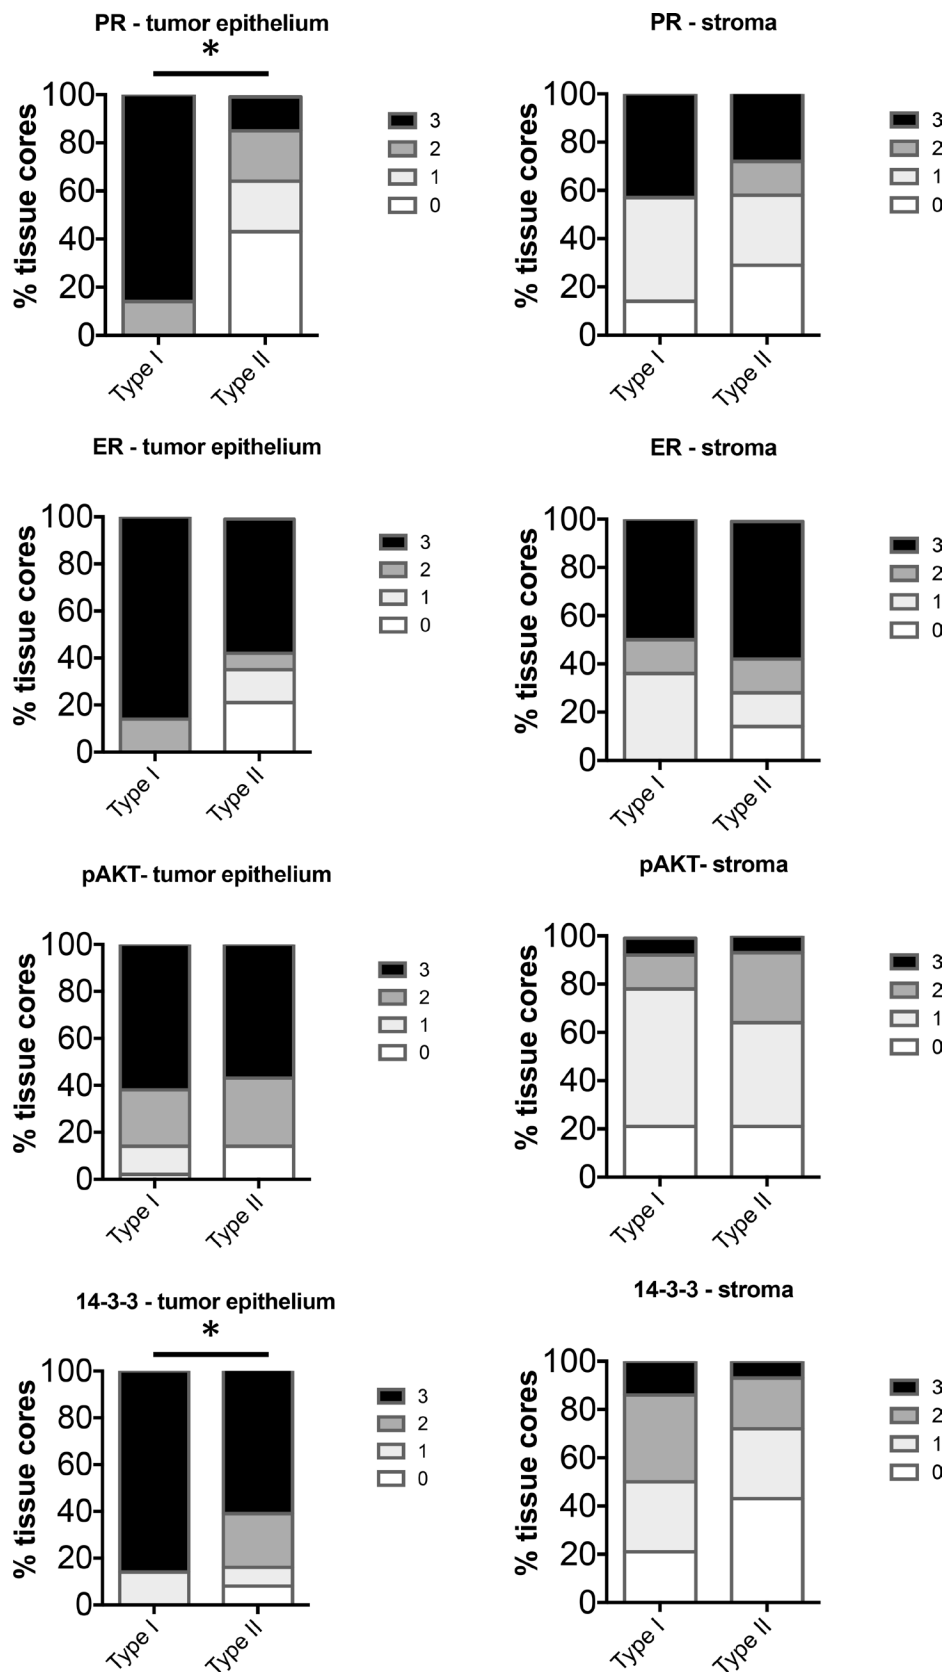 PR - tumor epithelium
*
% tissue cores
100
80
60
40
20
0
Type I
Type II
3
2
1
0
PR - stroma
% tissue cores
100
80
60
40
20
0
Type I
Type II
3
2
1
0
ER - tumor epithelium
% tissue cores
100
80
60
40
20
0
Type I
Type II
3
2
1
0
ER - stroma
% tissue cores
100
80
60
40
20
0
Type I
Type II
3
2
1
0
pAKT- tumor epithelium
% tissue cores
100
80
60
40
20
0
Type I
Type II
3
2
1
0
pAKT- stroma
% tissue cores
100
80
60
40
20
0
Type I
Type II
3
2
1
0
14-3-3 - tumor epithelium
*
% tissue cores
100
80
60
40
20
0
Type I
Type II
3
2
1
0
14-3-3 - stroma
% tissue cores
100
80
60
40
20
0
Type I
Type II
3
2
1
0